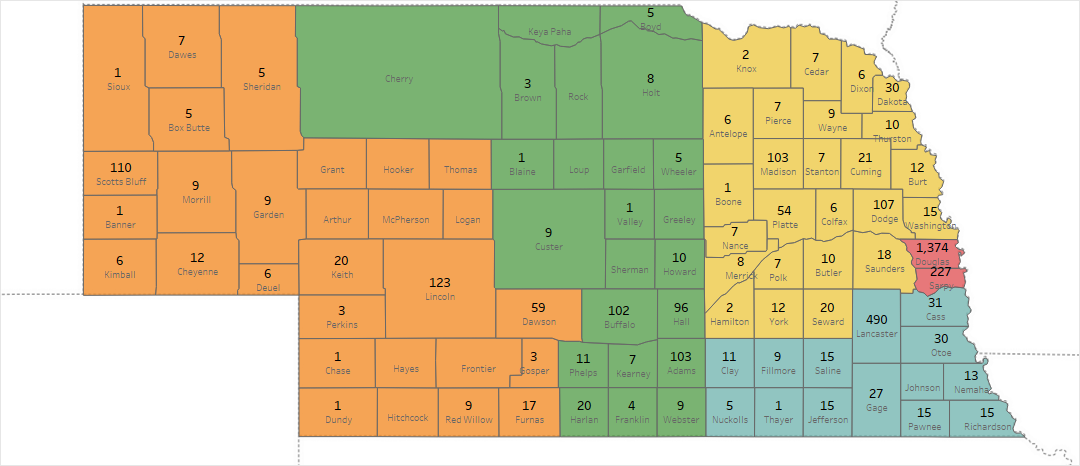 1
Sioux
7
Dawes
5
Sheridan
5
Box Butte
110
Scotts Bluff
1
Banner
9
Morrill
9
Garden
6
Kimball
12
Cheyenne
6
Deuel
Cherry
Keya Paha
5
Boyd
3
Brown
Rock
8
Holt
Grant
Hooker
Thomas
1
Blaine
Loup
Garfield
5
Wheeler
Arthur
McPherson
Logan
9
Custer
1
Valley
Greeley
Sherman
10
Howard
20
Keith
123
Lincoln
3
Perkins
59
Dawson
102
Buffalo
96
Hall
1
Chase
Hayes
Frontier
3
Gosper
11
Phelps
7
Kearney
103
Adams
1
Dundy
Hitchcock
9
Red Willow
17
Furnas
20
Harlan
4
Franklin
9
Webster
2
Knox
7
Cedar
6
Dixon
30
Dakota
6
Antelope
7
Pierce
9
Wayne
10
Thurston
103
Madison
7
Stanton
21
Cuming
12
Burt
1
Boone
54
Platte
6
Colfax
107
Dodge
15
Washington
7
Nance
8
Merrick
7
Polk
10
Butler
18
Saunders
1,374
Douglas
227
Sarpy
2
Hamilton
12
York
20
Seward
490
Lancaster
31
Cass
30
Otoe
11
Clay
9
Fillmore
15
Saline
27
Gage
Johnson
13
Nemaha
5
Nuckolls
1
Thayer
15
Jefferson
15
Pawnee
15
Richardson